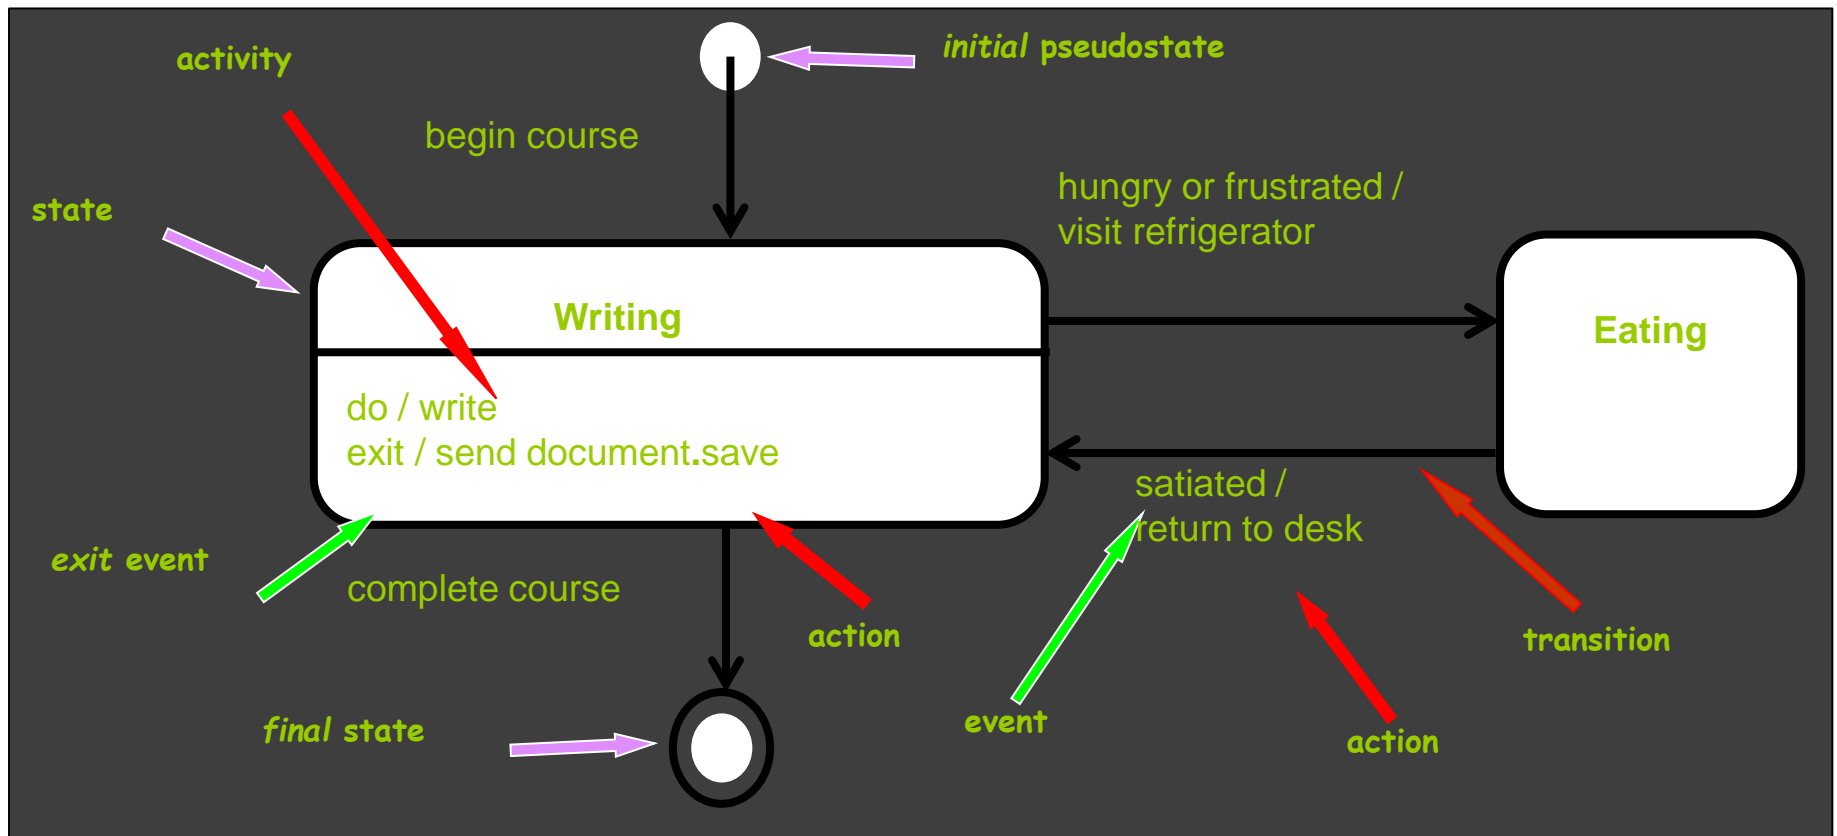 activity
initial pseudostate
begin course
state
hungry or frustrated /
visit refrigerator
Writing
Eating
do / write
exit / send document.save
satiated /
return to desk
exit event
complete course
action
transition
final state
event
action